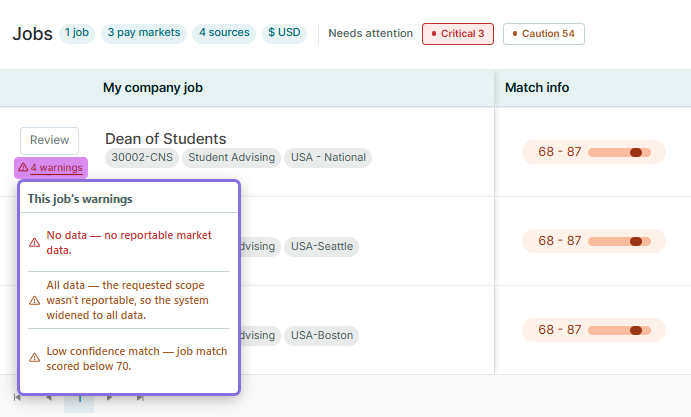 Jobs 1 job 3 pay markets 4 sources $ USD Needs attention Critical 3 Caution 54
My company job Match info
Review Dean of Students
30002-CNS Student Advising USA - National 68 - 87
4 warnings
This job's warnings
No data — no reportable market
data.
dvising USA-Seattle 68 - 87
All data — the requested scope
wasn't reportable, so the system
widened to all data.
dvising USA-Boston 68 - 87
Low confidence match — job match
scored below 70.
1